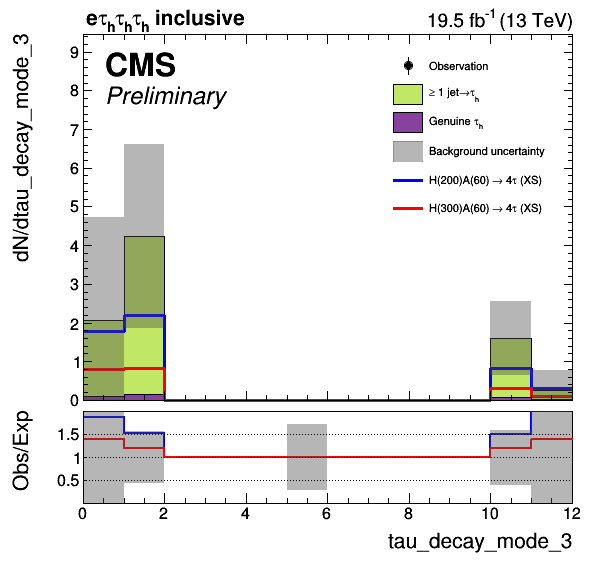 eτhτhτh inclusive
19.5 fb-1 (13 TeV)
dN/dtau_decay_mode_3
9
8
7
6
5
4
3
2
1
0
CMS
Preliminary
Observation
≥ 1 jet→τh
Genuine τh
Background uncertainty
H(200)A(60) → 4τ (XS)
H(300)A(60) → 4τ (XS)
Obs/Exp
1.5
1
0.5
0 2 4 6 8 10 12
tau_decay_mode_3